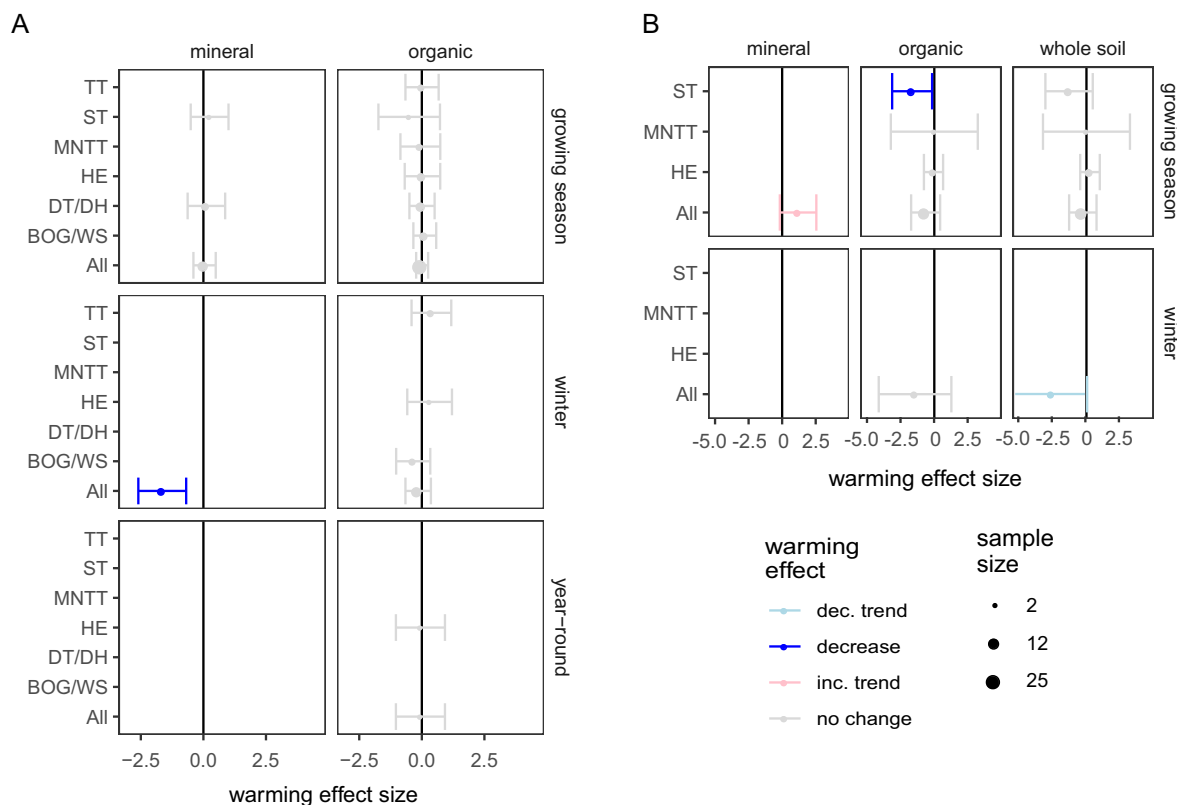 A
mineral
organic
TT
ST
MNTT
HE
DT/DH
BOG/WS
All
growing season
TT
ST
MNTT
HE
DT/DH
BOG/WS
All
winter
TT
ST
MNTT
HE
DT/DH
BOG/WS
All
year−round
−2.5 0.0 2.5 −2.5 0.0 2.5
warming effect size
B
mineral
organic
whole soil
ST
MNTT
HE
All
growing season
ST
MNTT
HE
All
winter
-5.0 -2.5 0 2.5 -5.0 -2.5 0 2.5 -5.0 -2.5 0 2.5
warming effect size
warming
effect
dec. trend
decrease
inc. trend
no change
sample
size
2
12
25